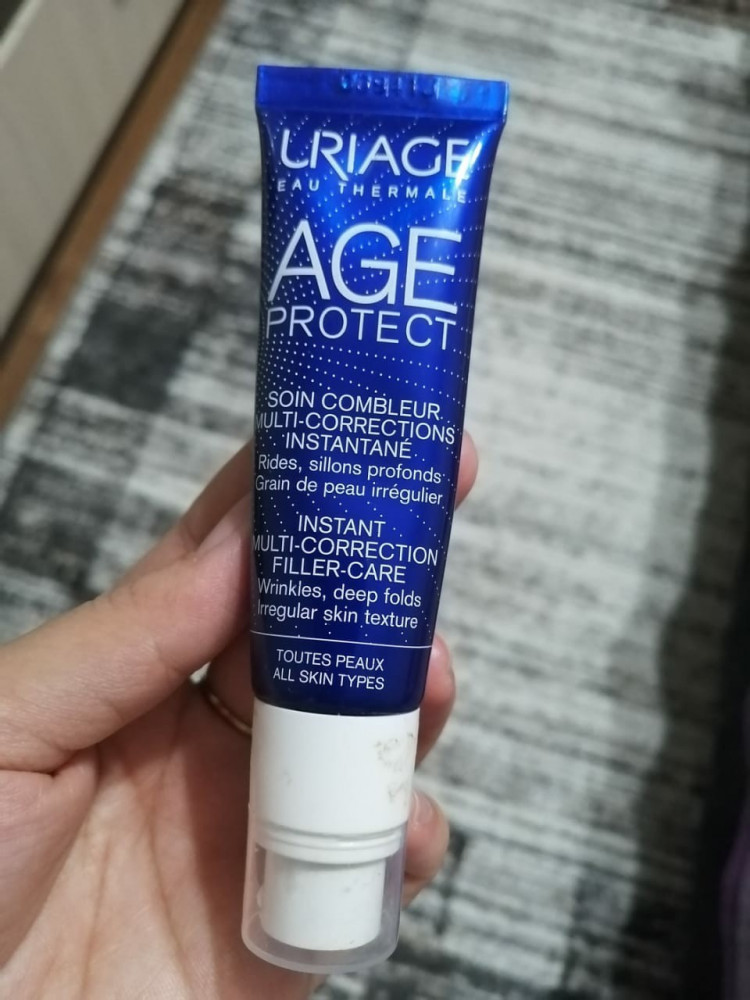 URIAGE
EAU THERMALE
AGE
PROTECT
SOIN COMBLEUR
MULTI-CORRECTIONS
INSTANTANÉ
Rides, sillons profonds
Grain de peau irrégulier
INSTANT
MULTI-CORRECTION
FILLER-CARE
Wrinkles, deep folds
Irregular skin texture
TOUTES PEAUX
ALL SKIN TYPES